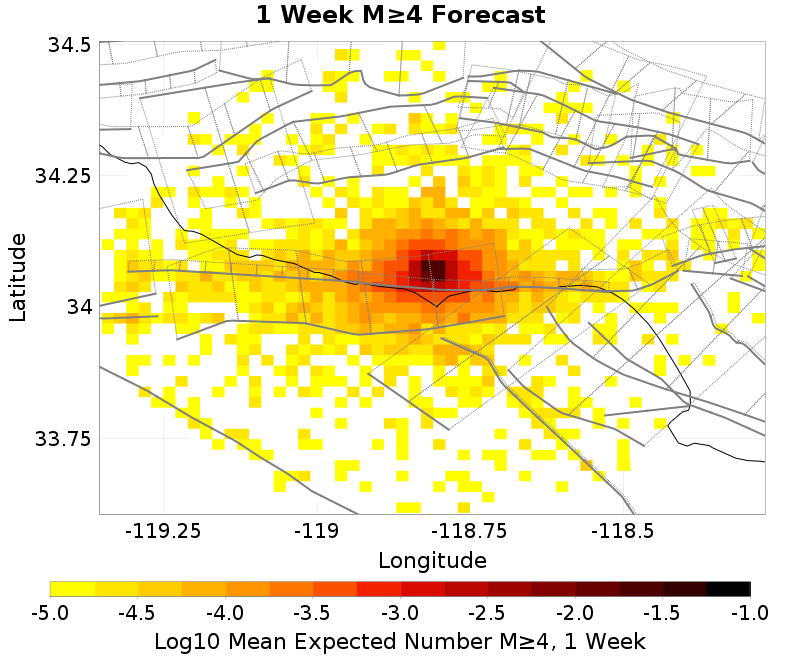 1 Week M≥4 Forecast
34.5
34.25
34
33.75
Latitude
-119.25 -119 -118.75 -118.5
Longitude
-5.0 -4.5 -4.0 -3.5 -3.0 -2.5 -2.0 -1.5 -1.0
Log10 Mean Expected Number M≥4, 1 Week